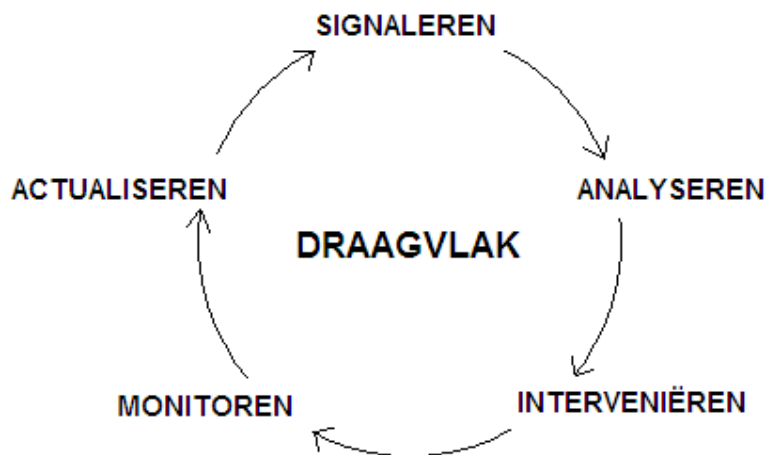 SIGNALEREN
ACTUALISEREN
ANALYSEREN
DRAAGVLAK
MONITOREN
INTERVENIËREN